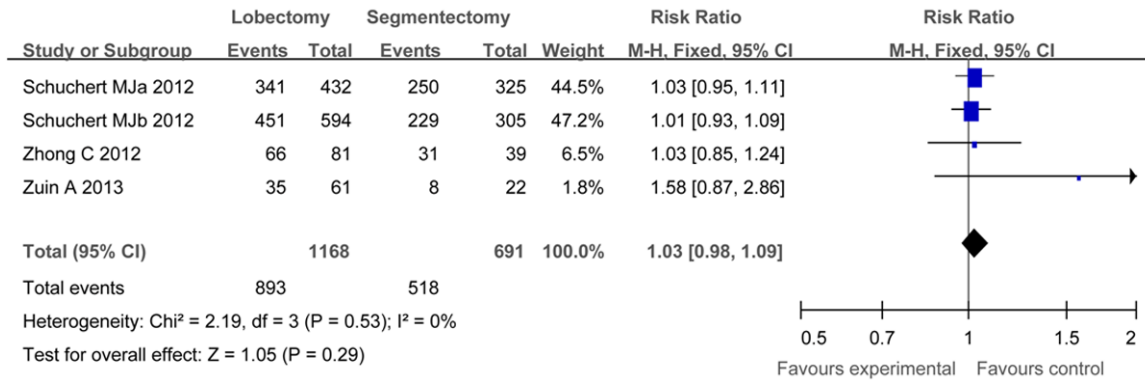 Lobectomy Segmentectomy Risk Ratio Risk Ratio
Study or Subgroup Events Total Events Total Weight M-H, Fixed, 95% CI M-H, Fixed, 95% CI
Schuchert MJa 2012 341 432 250 325 44.5% 1.03 [0.95, 1.11]
Schuchert MJb 2012 451 594 229 305 47.2% 1.01 [0.93, 1.09]
Zhong C 2012 66 81 31 39 6.5% 1.03 [0.85, 1.24]
Zuin A 2013 35 61 8 22 1.8% 1.58 [0.87, 2.86]
Total (95% CI) 1168 691 100.0% 1.03 [0.98, 1.09]
Total events 893 518
Heterogeneity: Chi² = 2.19, df = 3 (P = 0.53); I² = 0%
Test for overall effect: Z = 1.05 (P = 0.29)
0.5 0.7 1 1.5 2
Favours experimental Favours control